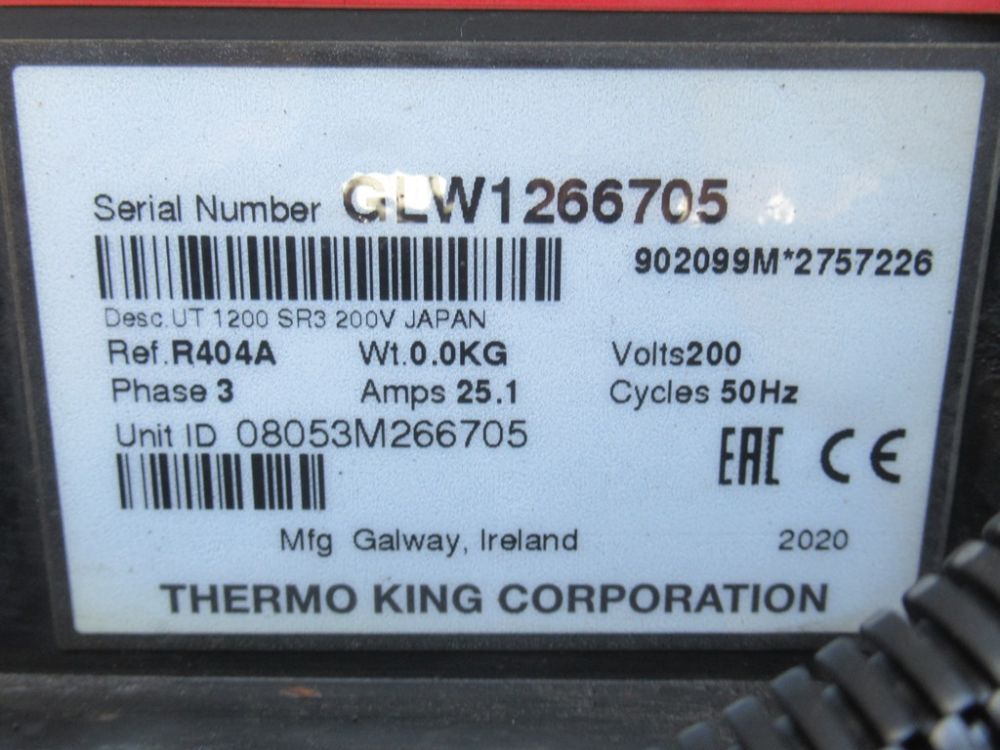 Serial Number GLW1266705
902099M*2757226
Desc.UT 1200 SR3 200V JAPAN
Ref.R404A Wt.0.0KG Volts200
Phase 3 Amps 25.1 Cycles 50Hz
Unit ID 08053M266705
EAC CE
Mfg Galway, Ireland 2020
THERMO KING CORPORATION